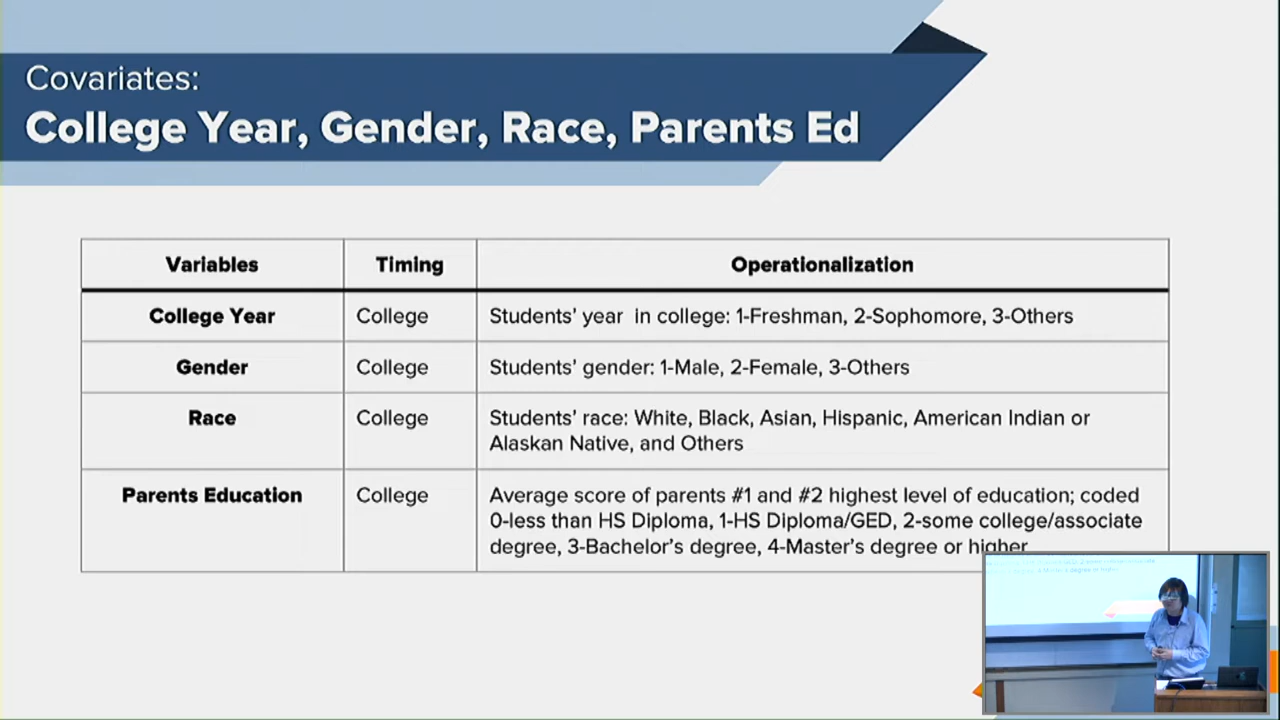 Covariates:
College Year, Gender, Race, Parents Ed
Variables Timing Operationalization
College Year College Students' year in college: 1-Freshman, 2-Sophomore, 3-Others
Gender College Students' gender: 1-Male, 2-Female, 3-Others
Race College Students' race: White, Black, Asian, Hispanic, American Indian or
Alaskan Native, and Others
Parents Education College Average score of parents #1 and #2 highest level of education; coded
0-less than HS Diploma, 1-HS Diploma/GED, 2-some college/associate
degree, 3-Bachelor's degree, 4-Master's degree or higher